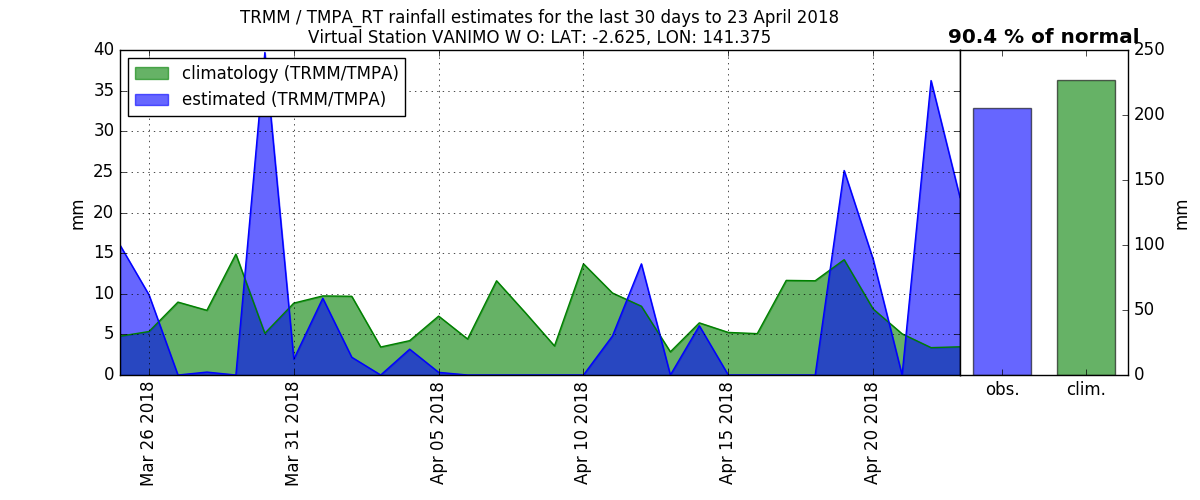 TRMM / TMPA_RT rainfall estimates for the last 30 days to 23 April 2018
Virtual Station VANIMO W O: LAT: -2.625, LON: 141.375
90.4 % of normal
climatology (TRMM/TMPA)
estimated (TRMM/TMPA)
40
35
30
25
20
15
10
5
0
mm
Mar 26 2018
Mar 31 2018
Apr 05 2018
Apr 10 2018
Apr 15 2018
Apr 20 2018
obs.
clim.
250
200
150
100
50
0
mm